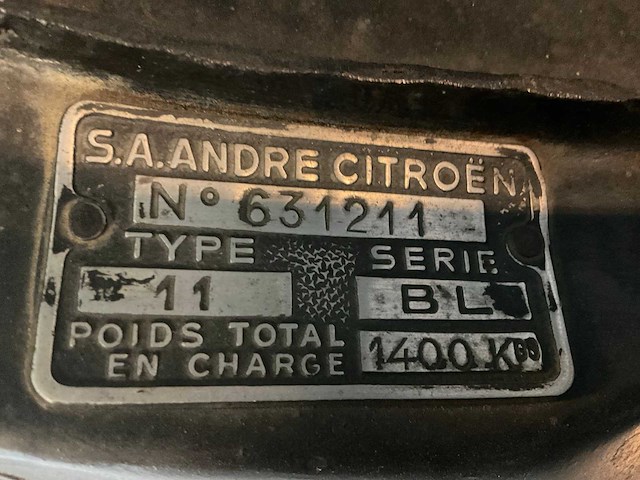 S.A.ANDRE CITROËN
N° 631211
TYPE SERIE
11 BL
POIDS TOTAL
EN CHARGE 1400 KGS